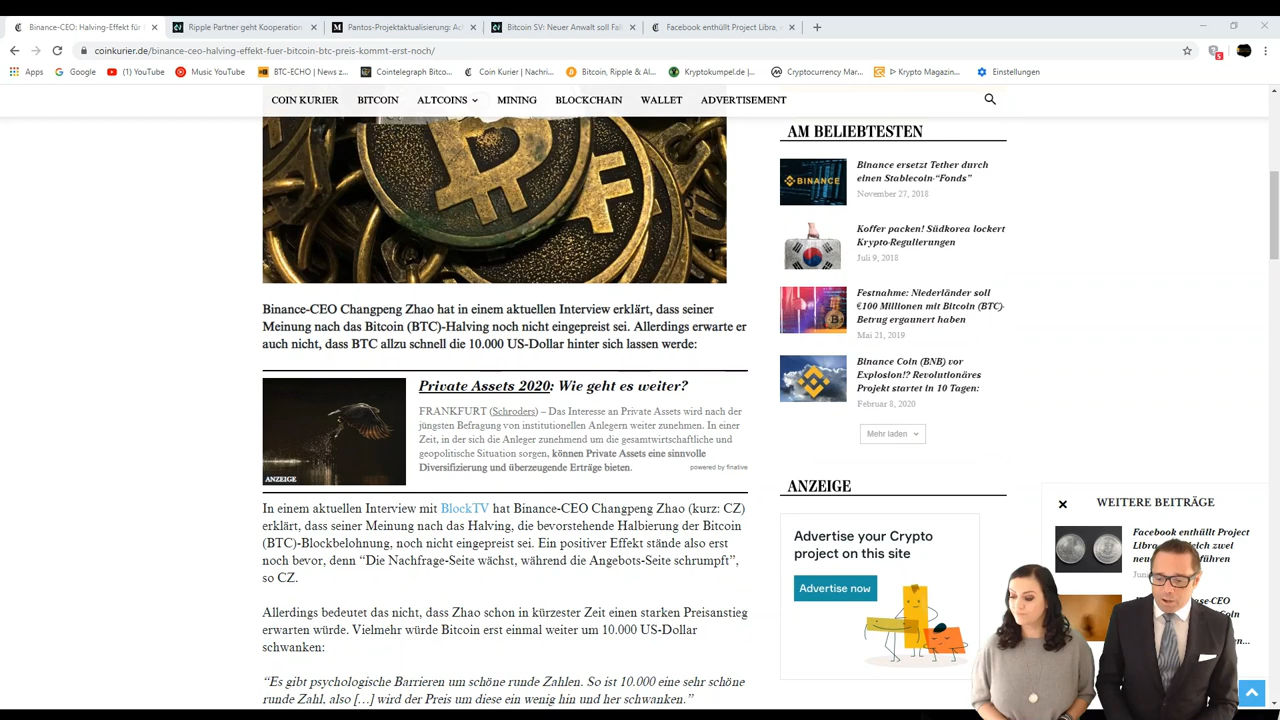 Binance-CEO: Halving-Effekt für
Ripple Partner geht Kooperation
Pantos-Projektaktualisierung: Ac
Bitcoin SV: Neuer Anwalt soll Fal
Facebook enthüllt Project Libra,
coinkurier.de/binance-ceo-halving-effekt-fuer-bitcoin-btc-preis-kommt-erst-noch/
Apps
Google
(1) YouTube
Music YouTube
BTC-ECHO | News z...
Cointelegraph Bitco...
Coin Kurier | Nachri...
Bitcoin, Ripple & Al...
Kryptokumpel.de |...
Cryptocurrency Mar...
ᐅ Krypto Magazin...
Einstellungen
COIN KURIER
BITCOIN
ALTCOINS
MINING
BLOCKCHAIN
WALLET
ADVERTISEMENT
Binance-CEO Changpeng Zhao hat in einem aktuellen Interview erklärt, dass seiner
Meinung nach das Bitcoin (BTC)-Halving noch nicht eingepreist sei. Allerdings erwarte er
auch nicht, dass BTC allzu schnell die 10.000 US-Dollar hinter sich lassen werde:
ANZEIGE
Private Assets 2020: Wie geht es weiter?
FRANKFURT (Schroders) – Das Interesse an Private Assets wird nach der
jüngsten Befragung von institutionellen Anlegern weiter zunehmen. In einer
Zeit, in der sich die Anleger zunehmend um die gesamtwirtschaftliche und
geopolitische Situation sorgen, können Private Assets eine sinnvolle
Diversifizierung und überzeugende Erträge bieten.
powered by finative
In einem aktuellen Interview mit BlockTV hat Binance-CEO Changpeng Zhao (kurz: CZ)
erklärt, dass seiner Meinung nach das Halving, die bevorstehende Halbierung der Bitcoin
(BTC)-Blockbelohnung, noch nicht eingepreist sei. Ein positiver Effekt stände also erst
noch bevor, denn “Die Nachfrage-Seite wächst, während die Angebots-Seite schrumpft”,
so CZ.
Allerdings bedeutet das nicht, dass Zhao schon in kürzester Zeit einen starken Preisanstieg
erwarten würde. Vielmehr würde Bitcoin erst einmal weiter um 10.000 US-Dollar
schwanken:
“Es gibt psychologische Barrieren um schöne runde Zahlen. So ist 10.000 eine sehr schöne
runde Zahl, also […] wird der Preis um diese ein wenig hin und her schwanken.”
AM BELIEBTESTEN
BINANCE
Binance ersetzt Tether durch
einen Stablecoin-“Fonds”
November 27, 2018
Koffer packen! Südkorea lockert
Krypto-Regulierungen
Juli 9, 2018
Festnahme: Niederländer soll
€100 Millionen mit Bitcoin (BTC)-
Betrug ergaunert haben
Mai 21, 2019
Binance Coin (BNB) vor
Explosion!? Revolutionäres
Projekt startet in 10 Tagen:
Februar 8, 2020
Mehr laden
ANZEIGE
Advertise your Crypto
project on this site
Advertise now
WEITERE BEITRÄGE
Facebook enthüllt Project
Libra,